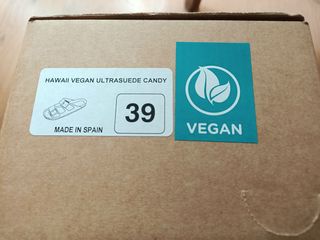 HAWAII VEGAN ULTRASUEDE CANDY
39
MADE IN SPAIN
VEGAN